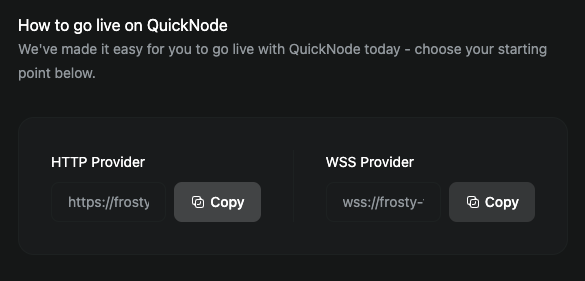 How to go live on QuickNode
We've made it easy for you to go live with QuickNode today - choose your starting
point below.
HTTP Provider
https://frosty
Copy
WSS Provider
wss://frosty-
Copy